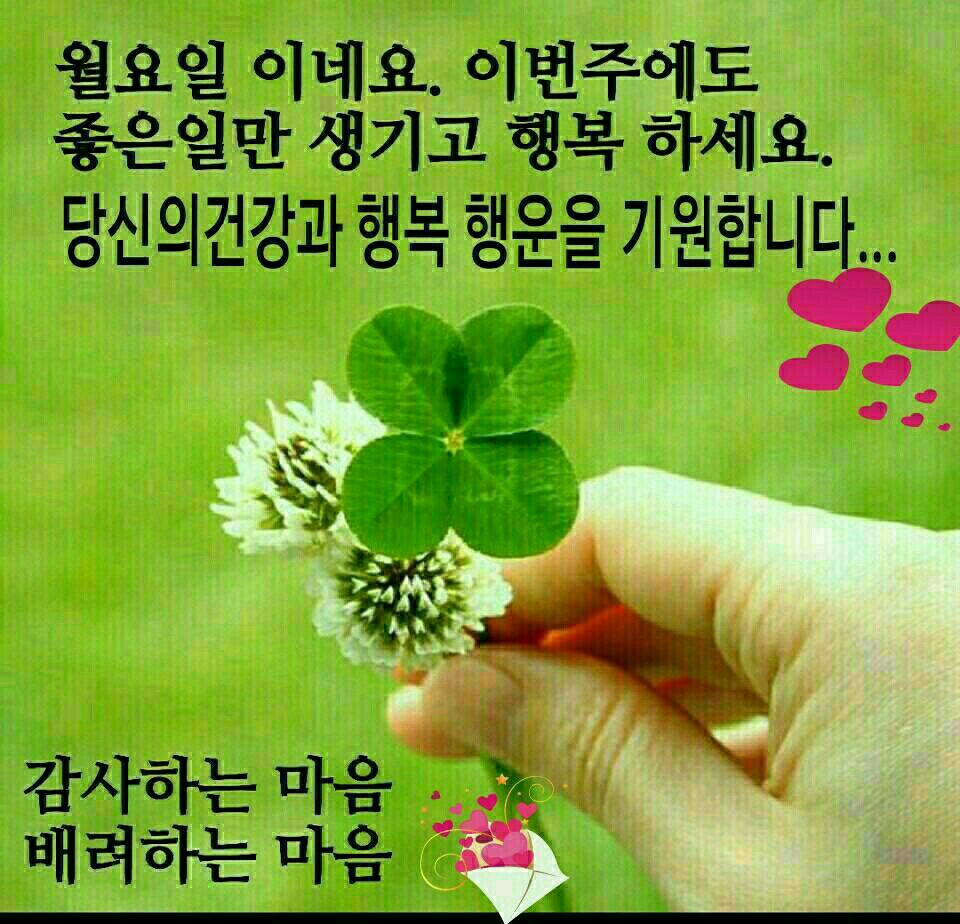 월요일 이네요. 이번주에도
좋은일만 생기고 행복 하세요.
당신의건강과 행복 행운을 기원합니다...
감사하는 마음
배려하는 마음